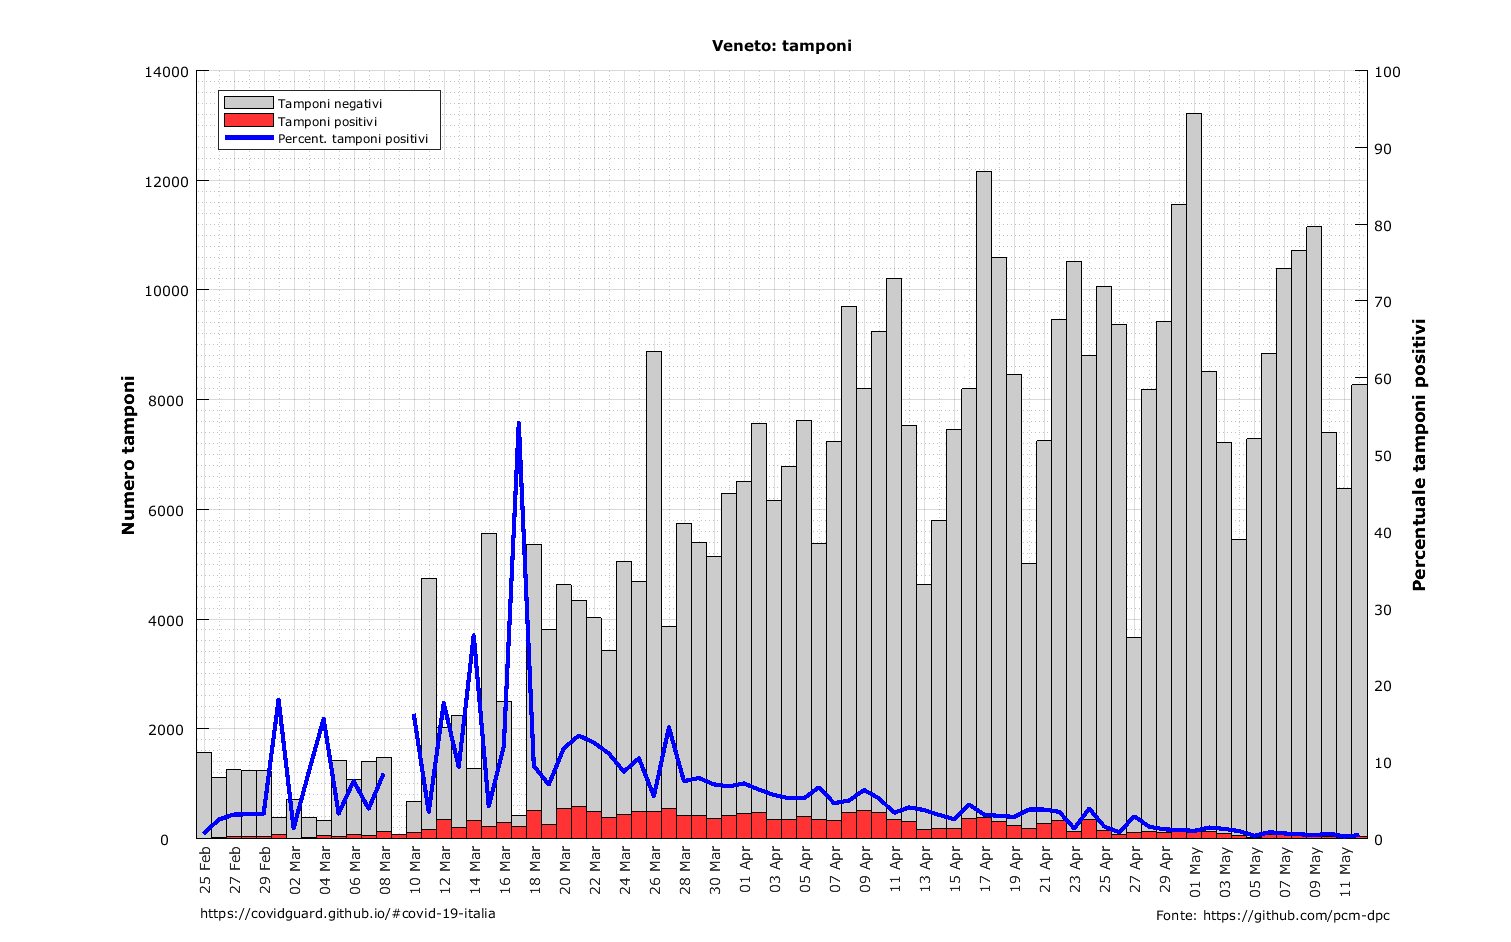 Veneto: tamponi
14000
12000
10000
8000
6000
4000
2000
0
100
90
80
70
60
50
40
30
20
10
0
Tamponi negativi
Tamponi positivi
Percent. tamponi positivi
Numero tamponi
Percentuale tamponi positivi
25 Feb
27 Feb
29 Feb
02 Mar
04 Mar
06 Mar
08 Mar
10 Mar
12 Mar
14 Mar
16 Mar
18 Mar
20 Mar
22 Mar
24 Mar
26 Mar
28 Mar
30 Mar
01 Apr
03 Apr
05 Apr
07 Apr
09 Apr
11 Apr
13 Apr
15 Apr
17 Apr
19 Apr
21 Apr
23 Apr
25 Apr
27 Apr
29 Apr
01 May
03 May
05 May
07 May
09 May
11 May
https://covidguard.github.io/#covid-19-italia
Fonte: https://github.com/pcm-dpc